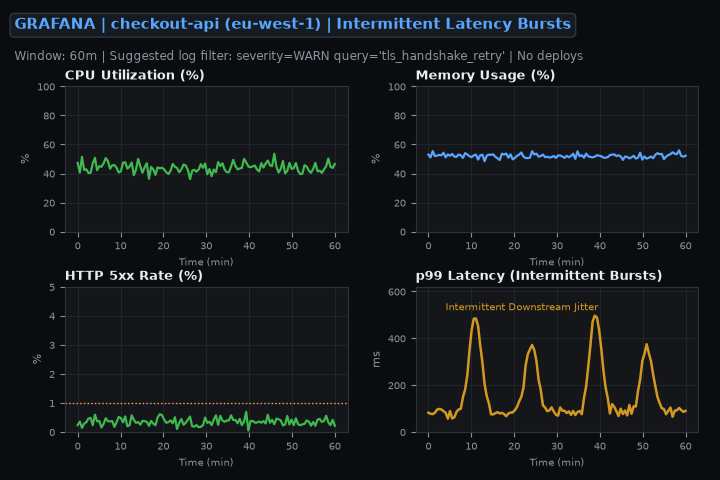 GRAFANA | checkout-api (eu-west-1) | Intermittent Latency Bursts
Window: 60m | Suggested log filter: severity=WARN query='tls_handshake_retry' | No deploys
CPU Utilization (%)
100
80
60
40
20
0
%
0 10 20 30 40 50 60
Time (min)
Memory Usage (%)
100
80
60
40
20
0
%
0 10 20 30 40 50 60
Time (min)
HTTP 5xx Rate (%)
5
4
3
2
1
0
%
0 10 20 30 40 50 60
Time (min)
p99 Latency (Intermittent Bursts)
Intermittent Downstream Jitter
600
400
200
0
ms
0 10 20 30 40 50 60
Time (min)